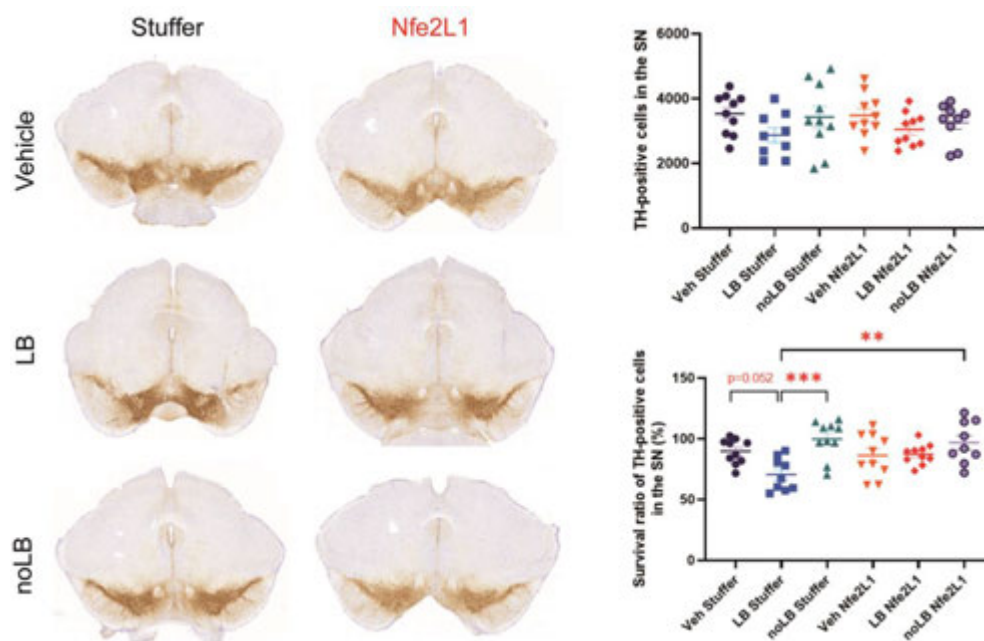 Stuffer
Nfe2L1
Vehicle
LB
noLB
TH-positive cells in the SN
6000
4000
2000
0
Veh Stuffer
LB Stuffer
noLB Stuffer
Veh Nfe2L1
LB Nfe2L1
noLB Nfe2L1
Survival ratio of TH-positive cells
in the SN (%)
150
100
50
0
p=0.052
***
**
Veh Stuffer
LB Stuffer
noLB Stuffer
Veh Nfe2L1
LB Nfe2L1
noLB Nfe2L1